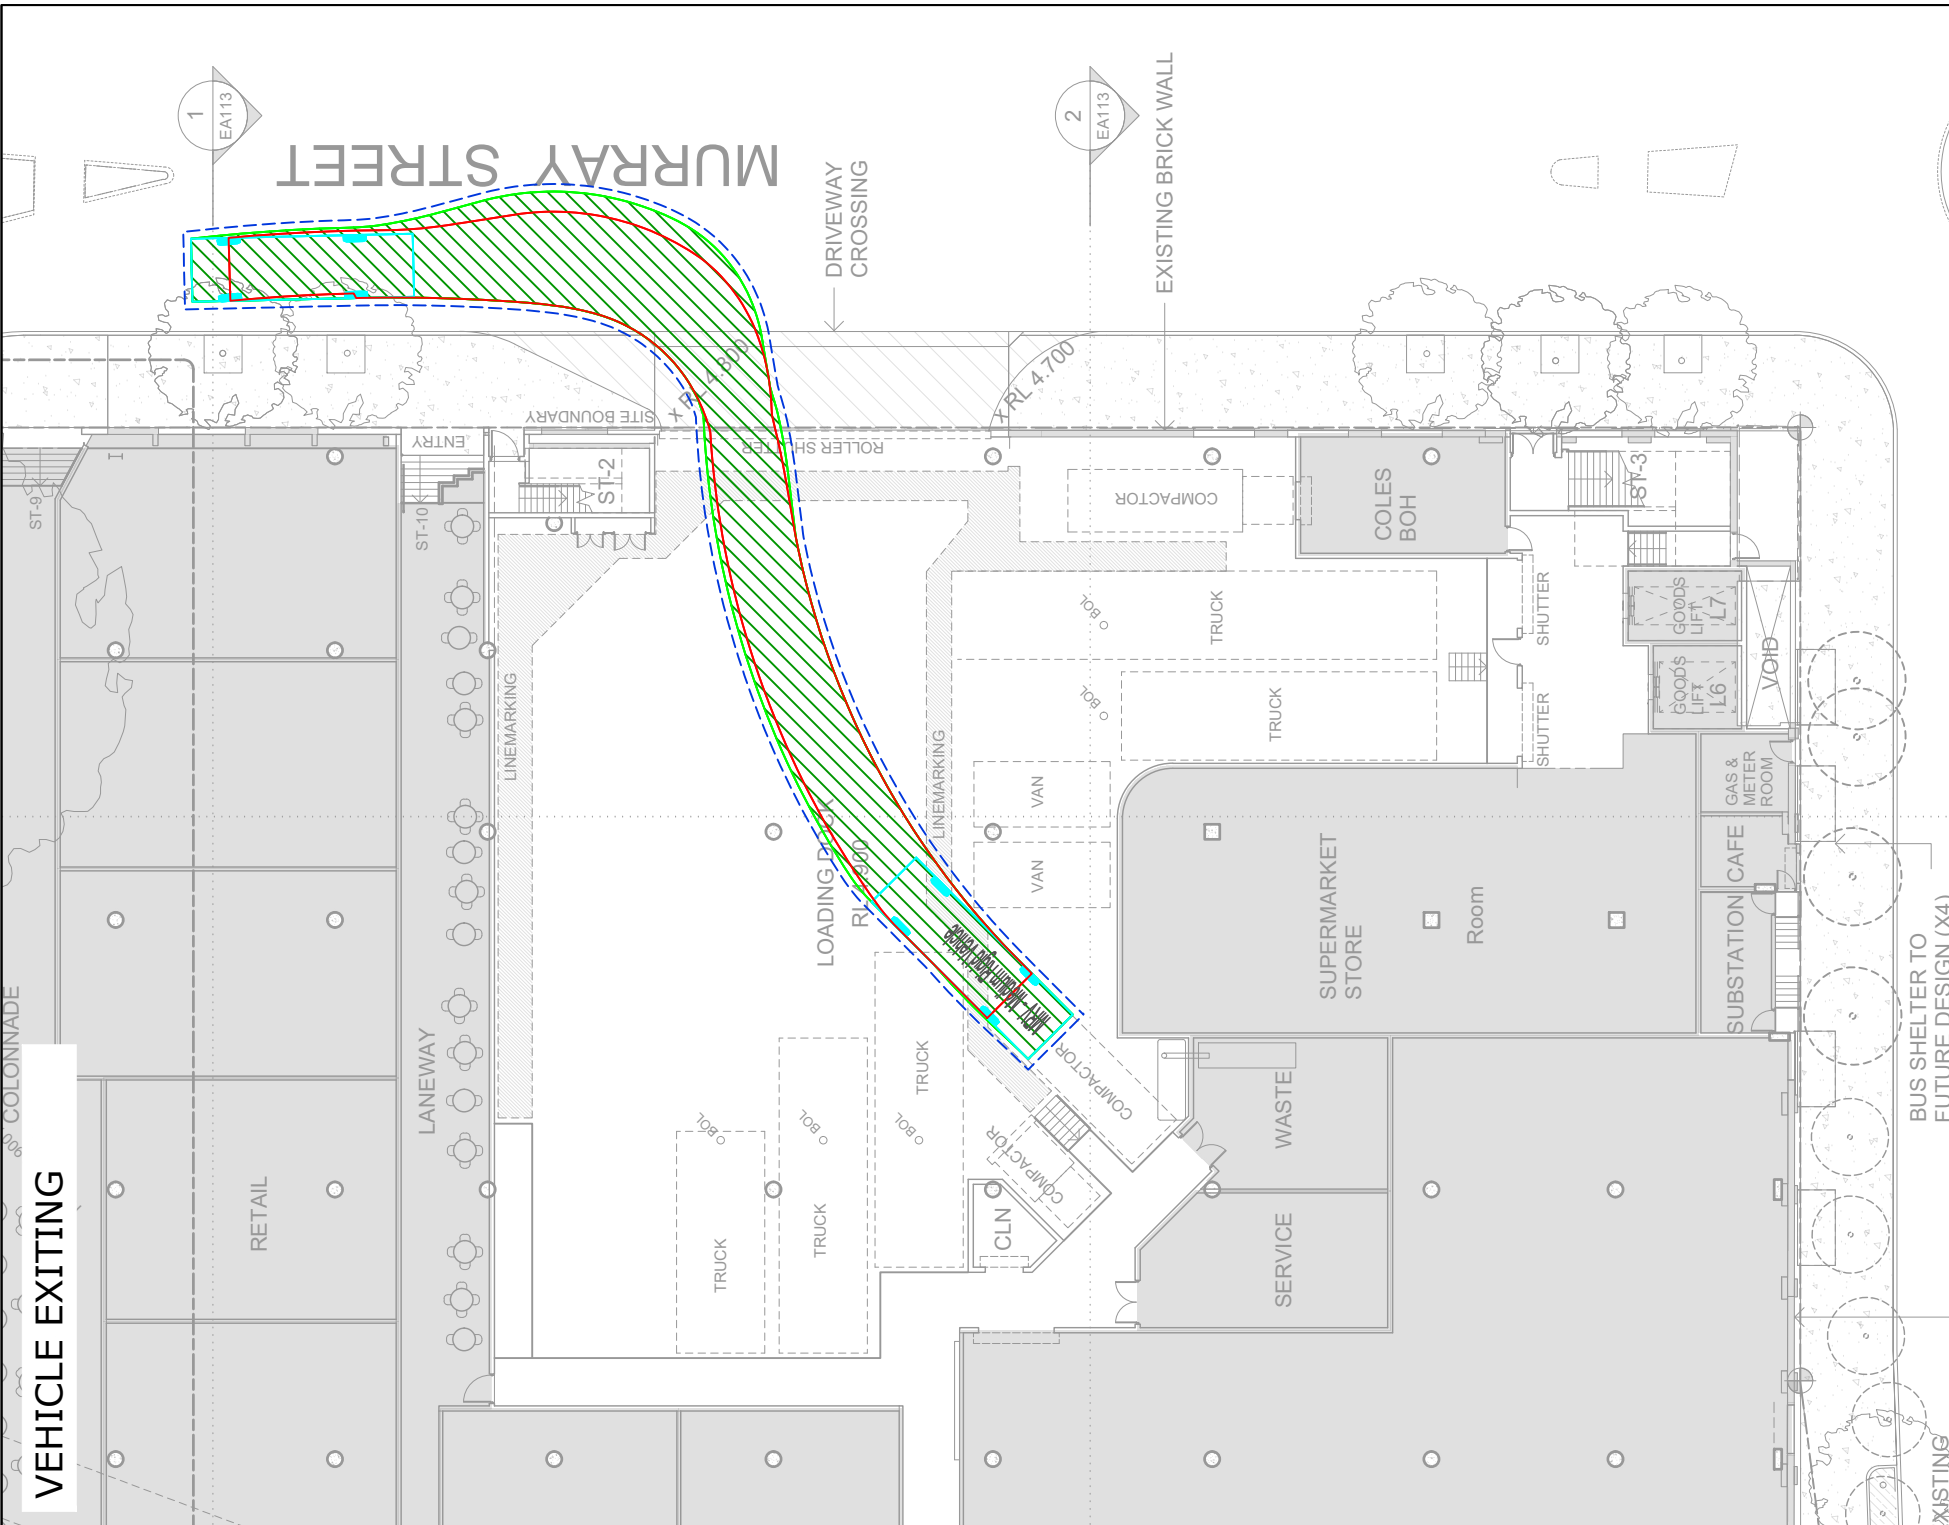 VEHICLE EXITING
MURRAY STREET
1
EA113
2
EA113
DRIVEWAY
CROSSING
EXISTING BRICK WALL
SITE BOUNDARY
ROLLER SHUTTER
x RL 4.800
x RL 4.700
ENTRY
ST-9
ST-10
ST-2
ST-3
COMPACTOR
COLES
BOH
LINEMARKING
LINEMARKING
BOL
TRUCK
BOL
TRUCK
SHUTTER
SHUTTER
GOODS
LIFT
L7
GOODS
LIFT
L6
VOID
VAN
VAN
GAS &
METER
ROOM
CAFE
SUBSTATION
SUPERMARKET
STORE
Room
LOADING DOCK
COLONNADE
LANEWAY
RETAIL
TRUCK
BOL
TRUCK
BOL
TRUCK
BOL
COMPACTOR
COMPACTOR
CLN
WASTE
SERVICE
BUS SHELTER TO
FUTURE DESIGN (X4)